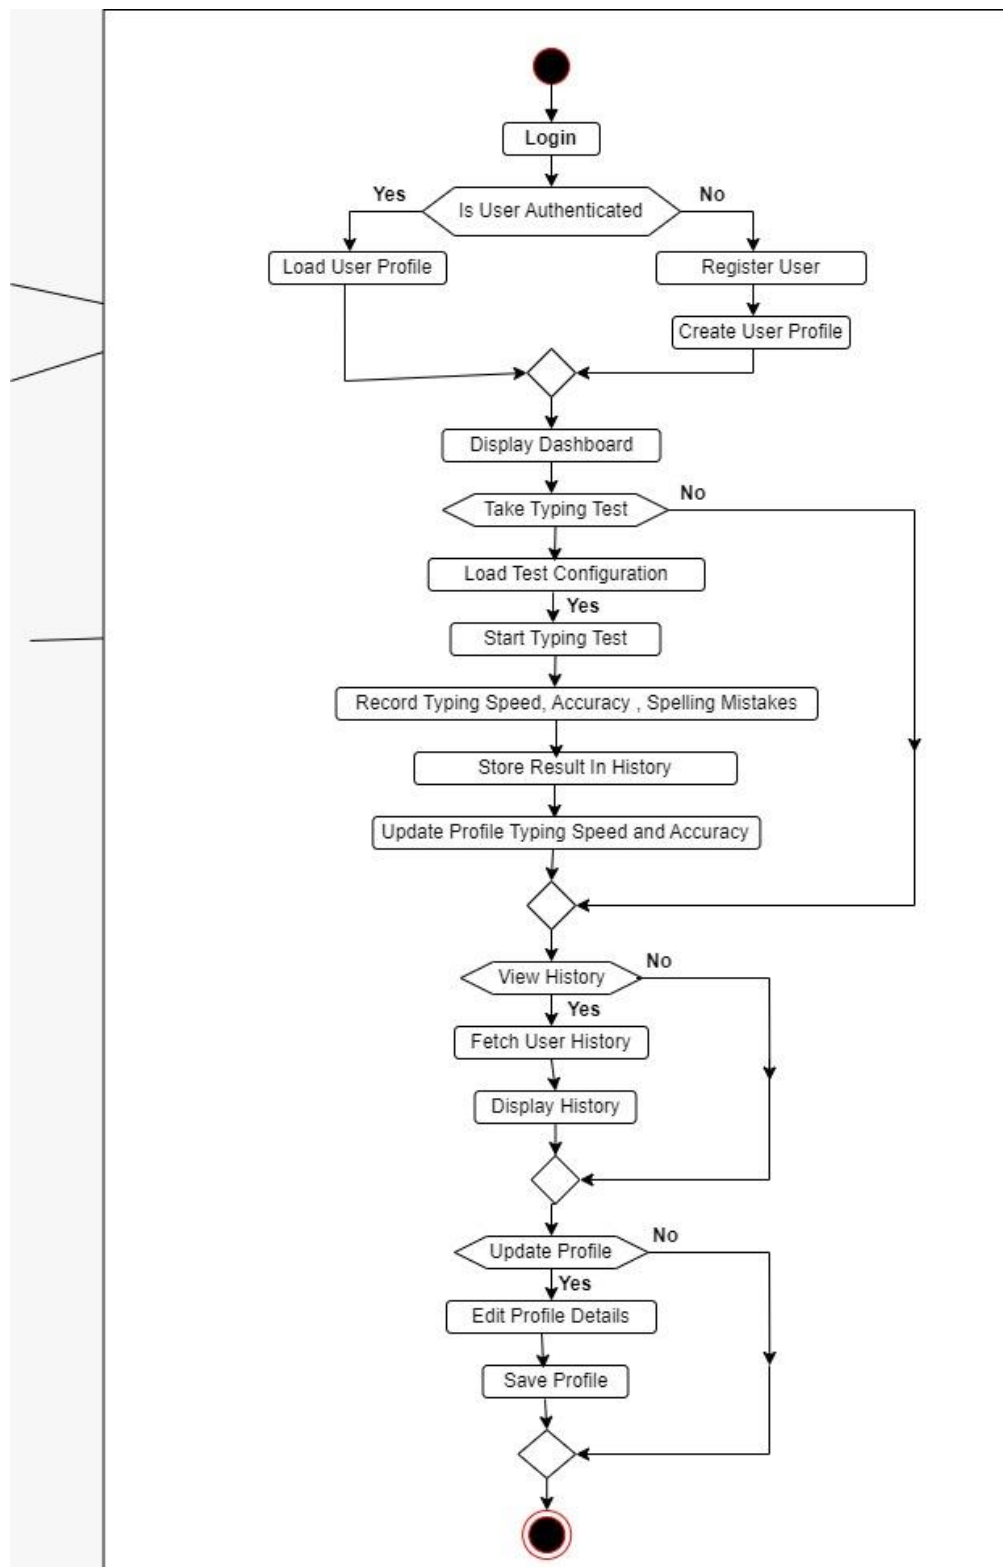 Login
Yes
No
Is User Authenticated
Load User Profile
Register User
Create User Profile
Display Dashboard
No
Take Typing Test
Load Test Configuration
Yes
Start Typing Test
Record Typing Speed, Accuracy , Spelling Mistakes
Store Result In History
Update Profile Typing Speed and Accuracy
No
View History
Yes
Fetch User History
Display History
No
Update Profile
Yes
Edit Profile Details
Save Profile